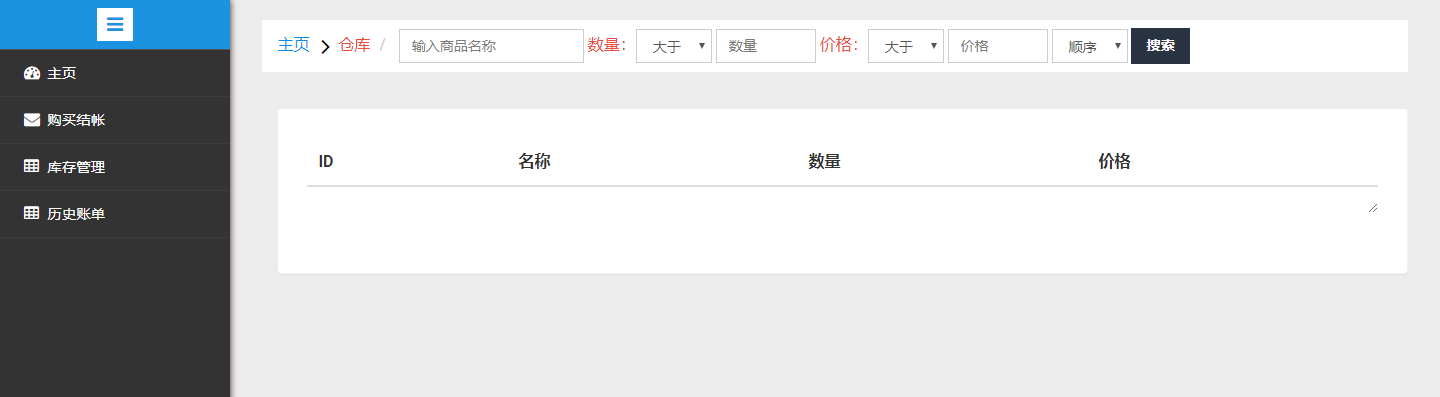 主页
购买结帐
库存管理
历史账单
主页 仓库 / 输入商品名称 数量： 大于 数量 价格： 大于 价格 顺序 搜索
ID 名称 数量 价格